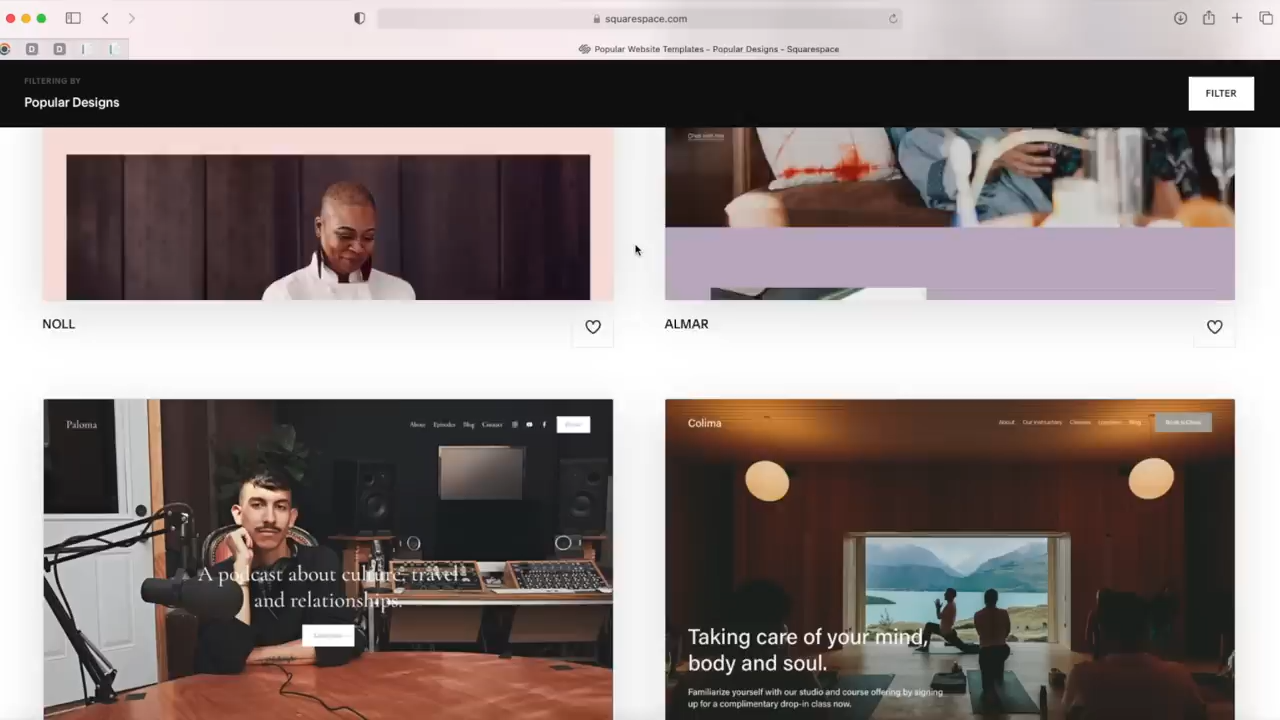 squarespace.com
Popular Website Templates – Popular Designs – Squarespace
FILTERING BY
Popular Designs
FILTER
Chat with me
NOLL
ALMAR
Paloma
About Episodes Blog Contact
A podcast about culture, travel
and relationships.
Colima
About Our Instructors Classes Blog
Taking care of your mind,
body and soul.
Familiarize yourself with our studio and course offering by signing
up for a complimentary drop-in class now.